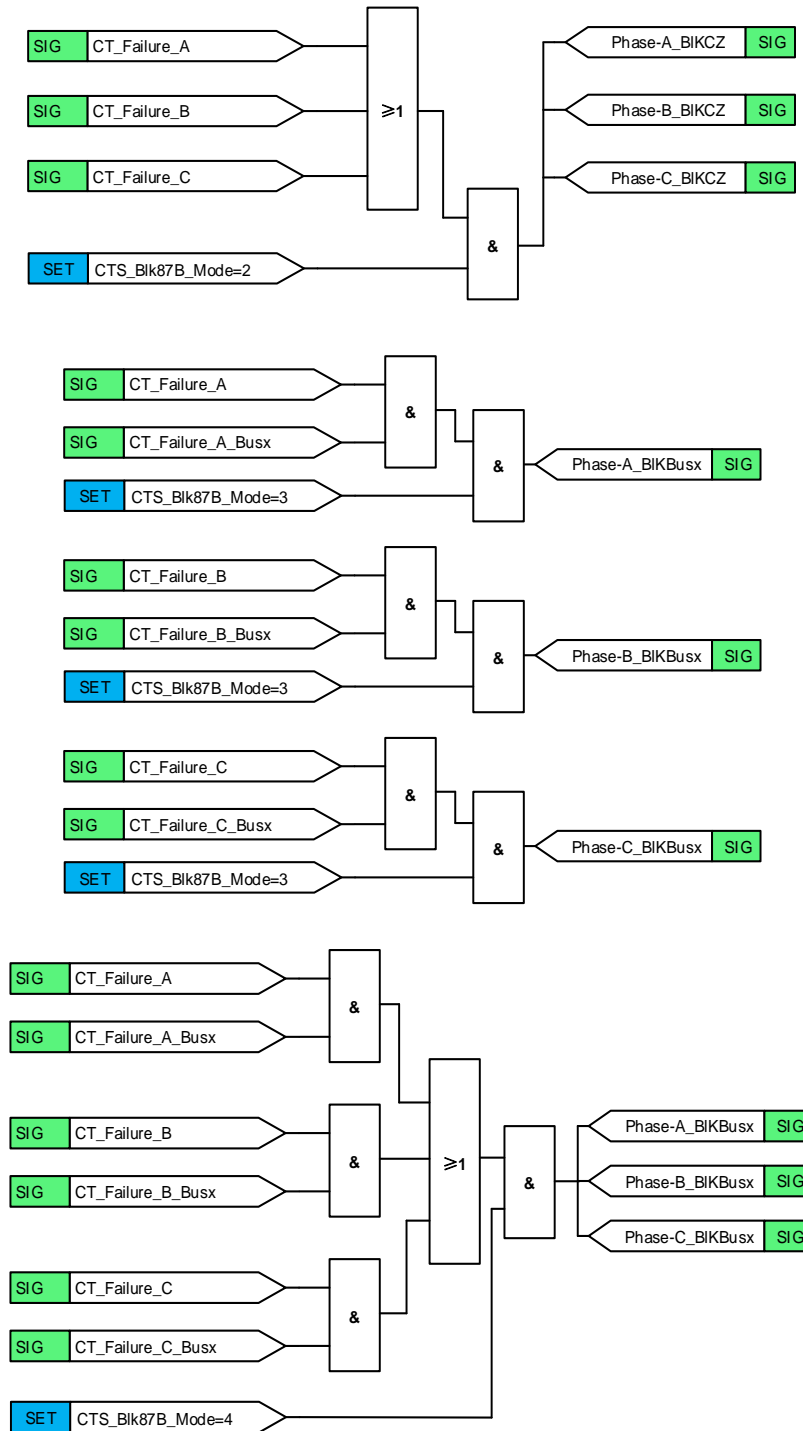 SIG CT_Failure_A
SIG CT_Failure_B
SIG CT_Failure_C
SET CTS_Blk87B_Mode=2
≥1
&
Phase-A_BlKCZ SIG
Phase-B_BlKCZ SIG
Phase-C_BlKCZ SIG
SIG CT_Failure_A
SIG CT_Failure_A_Busx
SET CTS_Blk87B_Mode=3
&
&
Phase-A_BlKBusx SIG
SIG CT_Failure_B
SIG CT_Failure_B_Busx
SET CTS_Blk87B_Mode=3
&
&
Phase-B_BlKBusx SIG
SIG CT_Failure_C
SIG CT_Failure_C_Busx
SET CTS_Blk87B_Mode=3
&
&
Phase-C_BlKBusx SIG
SIG CT_Failure_A
SIG CT_Failure_A_Busx
&
SIG CT_Failure_B
SIG CT_Failure_B_Busx
&
SIG CT_Failure_C
SIG CT_Failure_C_Busx
&
SET CTS_Blk87B_Mode=4
≥1
&
Phase-A_BlKBusx SIG
Phase-B_BlKBusx SIG
Phase-C_BlKBusx SIG